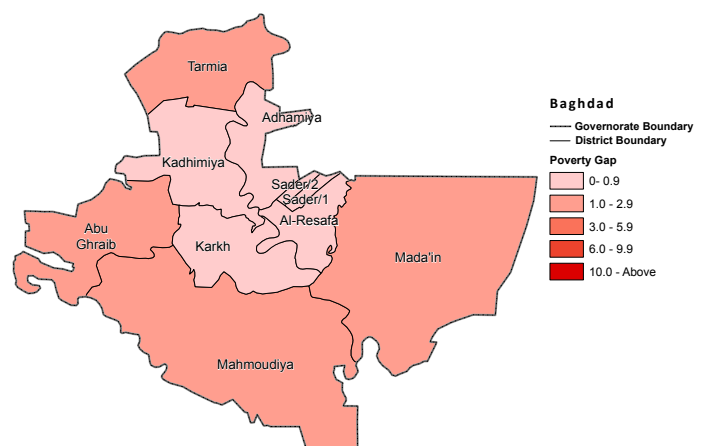 Tarmia
Adhamiya
Kadhimiya
Sader/2
Sader/1
Al-Resafa
Abu
Ghraib
Karkh
Mada'in
Mahmoudiya
Baghdad
Governorate Boundary
District Boundary
Poverty Gap
0- 0.9
1.0 - 2.9
3.0 - 5.9
6.0 - 9.9
10.0 - Above